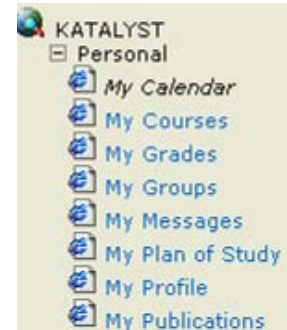 KATALYST
Personal
My Calendar
My Courses
My Grades
My Groups
My Messages
My Plan of Study
My Profile
My Publications